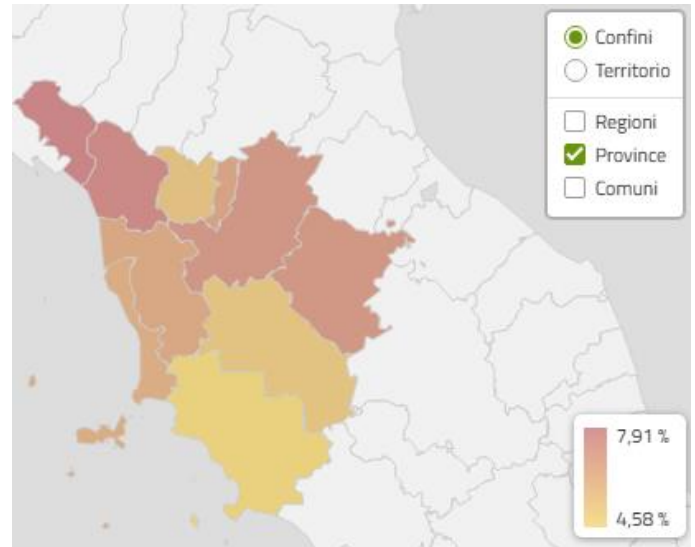 Confini
Territorio
Regioni
Province
Comuni
7,91 %
4,58 %